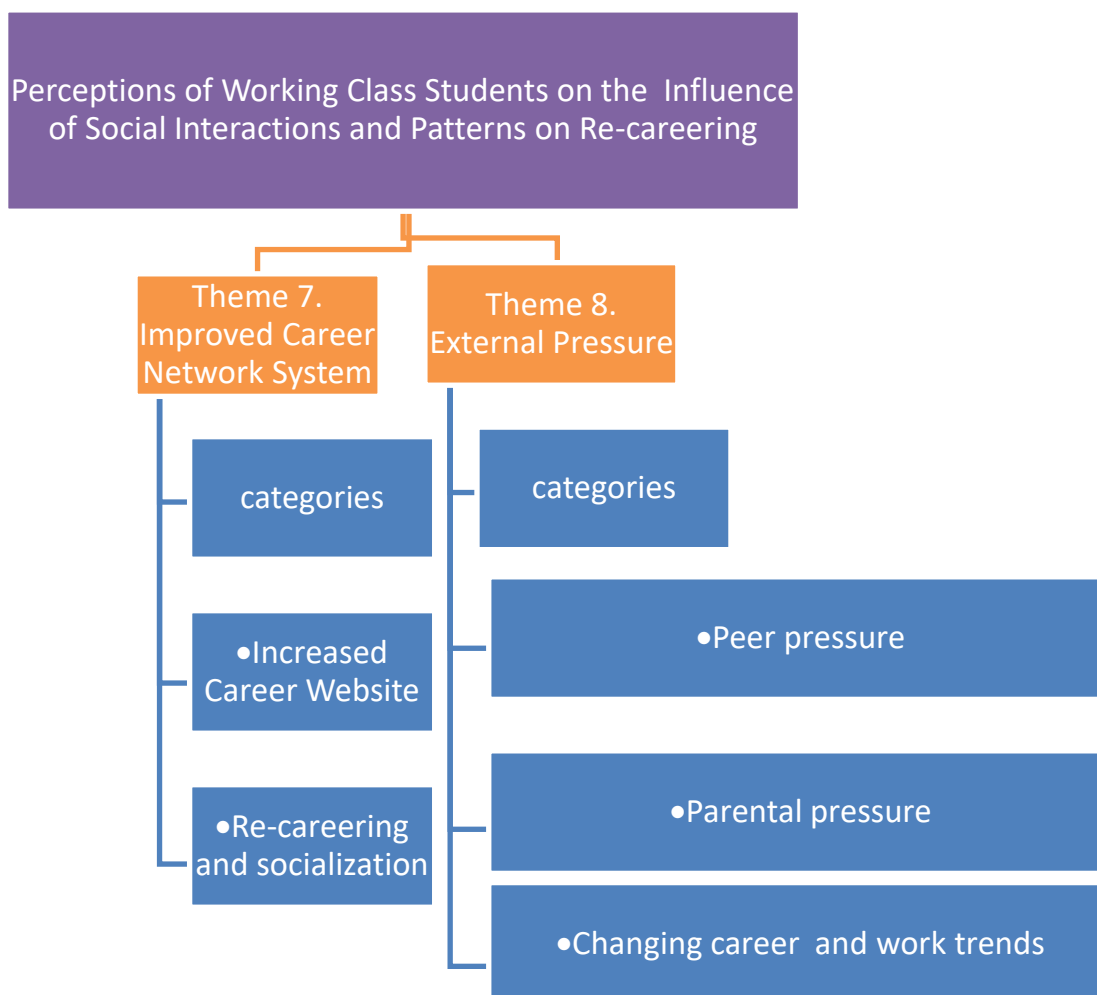 Perceptions of Working Class Students on the  Influence
of Social Interactions and Patterns on Re-careering
Theme 7.
Improved Career
Network System
categories
•Increased
Career Website
•Re-careering
and socialization
Theme 8.
External Pressure
categories
•Peer pressure
•Parental pressure
•Changing career  and work trends